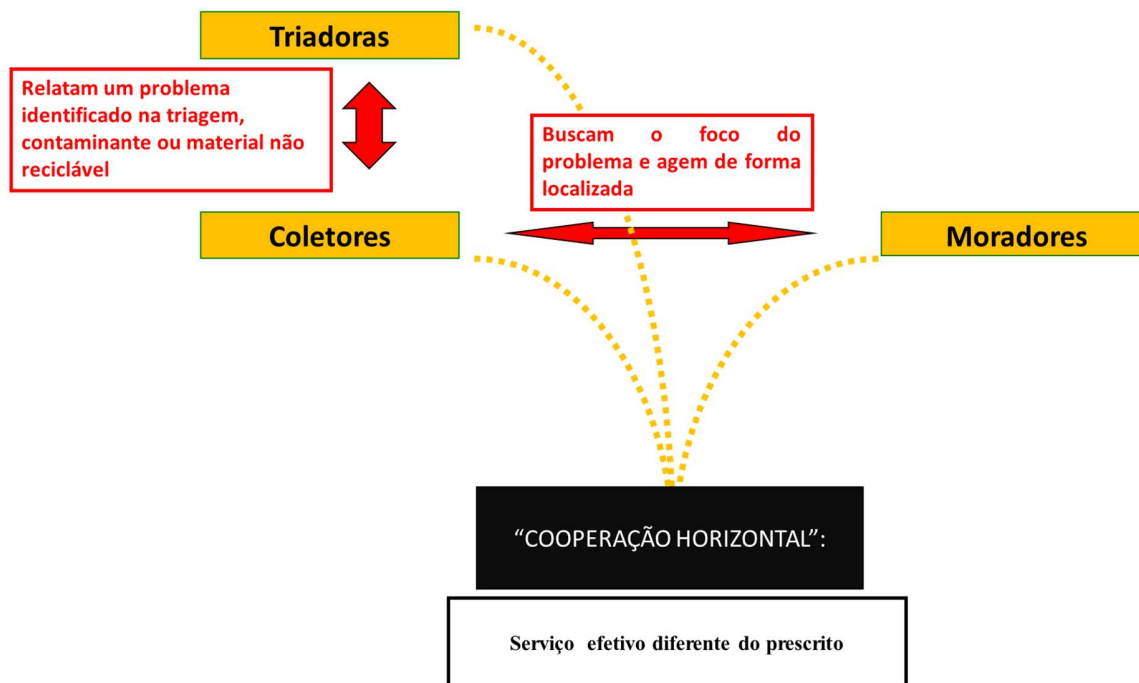 Triadoras
Relatam um problema
identificado na triagem,
contaminante ou material não
reciclável
Buscam o foco do
problema e agem de forma
localizada
Coletores
Moradores
“COOPERAÇÃO HORIZONTAL”:
Serviço efetivo diferente do prescrito